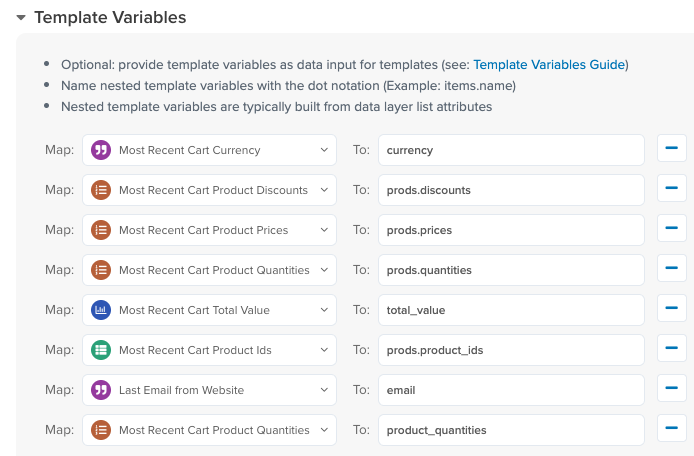 Template Variables
Optional: provide template variables as data input for templates (see: Template Variables Guide)
Name nested template variables with the dot notation (Example: items.name)
Nested template variables are typically built from data layer list attributes
Map: Most Recent Cart Currency To: currency
Map: Most Recent Cart Product Discounts To: prods.discounts
Map: Most Recent Cart Product Prices To: prods.prices
Map: Most Recent Cart Product Quantities To: prods.quantities
Map: Most Recent Cart Total Value To: total_value
Map: Most Recent Cart Product Ids To: prods.product_ids
Map: Last Email from Website To: email
Map: Most Recent Cart Product Quantities To: product_quantities